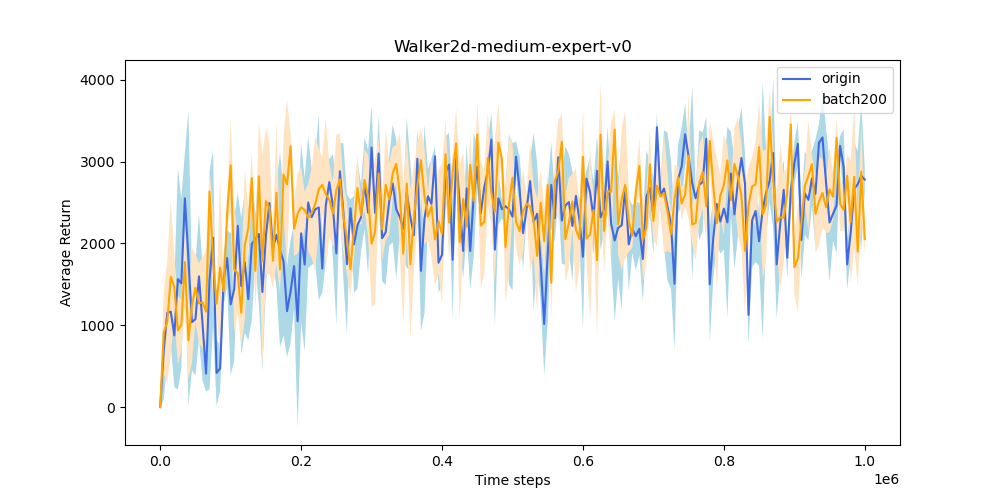 Walker2d-medium-expert-v0
origin
batch200
Average Return
4000
3000
2000
1000
0
0.0
0.2
0.4
0.6
0.8
1.0
1e6
Time steps